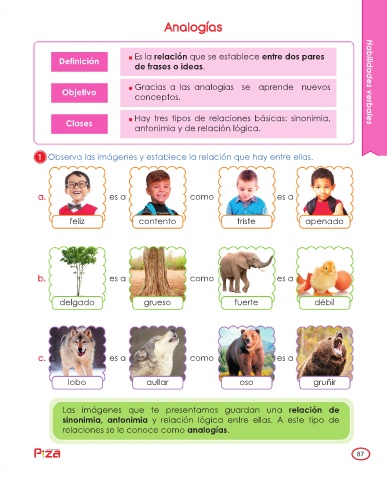 Analogías
Habilidades verbales
Definición
Es la relación que se establece entre dos pares
de frases o ideas.
Objetivo
Gracias a las analogías se aprende nuevos
conceptos.
Clases
Hay tres tipos de relaciones básicas: sinonimia,
antonimia y de relación lógica.
1 Observa las imágenes y establece la relación que hay entre ellas.
a. es a como es a
feliz contento triste apenado
b. es a como es a
delgado grueso fuerte débil
c. es a como es a
lobo aullar oso gruñir
Las imágenes que te presentamos guardan una relación de
sinonimia, antonimia y relación lógica entre ellas. A este tipo de
relaciones se le conoce como analogías.
Piza
87